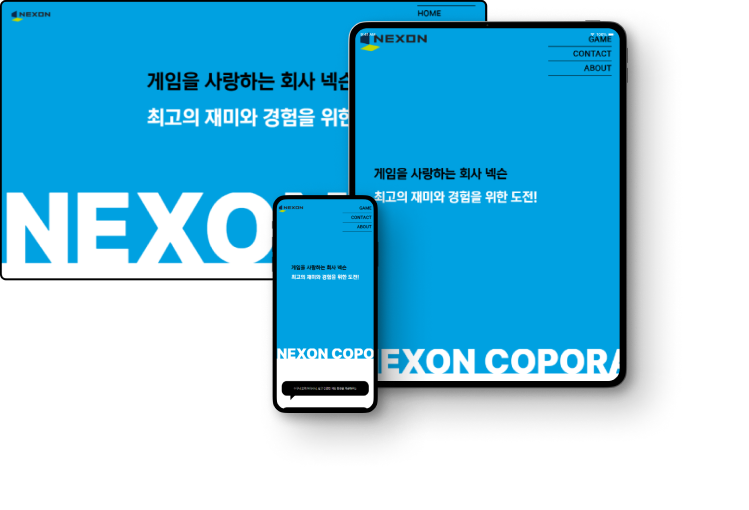 NEXON
HOME
게임을 사랑하는 회사 넥슨
최고의 재미와 경험을 위한
NEXON
NEXON
GAME
CONTACT
ABOUT
게임을 사랑하는 회사 넥슨
최고의 재미와 경험을 위한 도전!
EXON COPORA
NEXON
GAME
CONTACT
ABOUT
게임을 사랑하는 회사 넥슨
최고의 재미와 경험을 위한 도전!
NEXON COPO